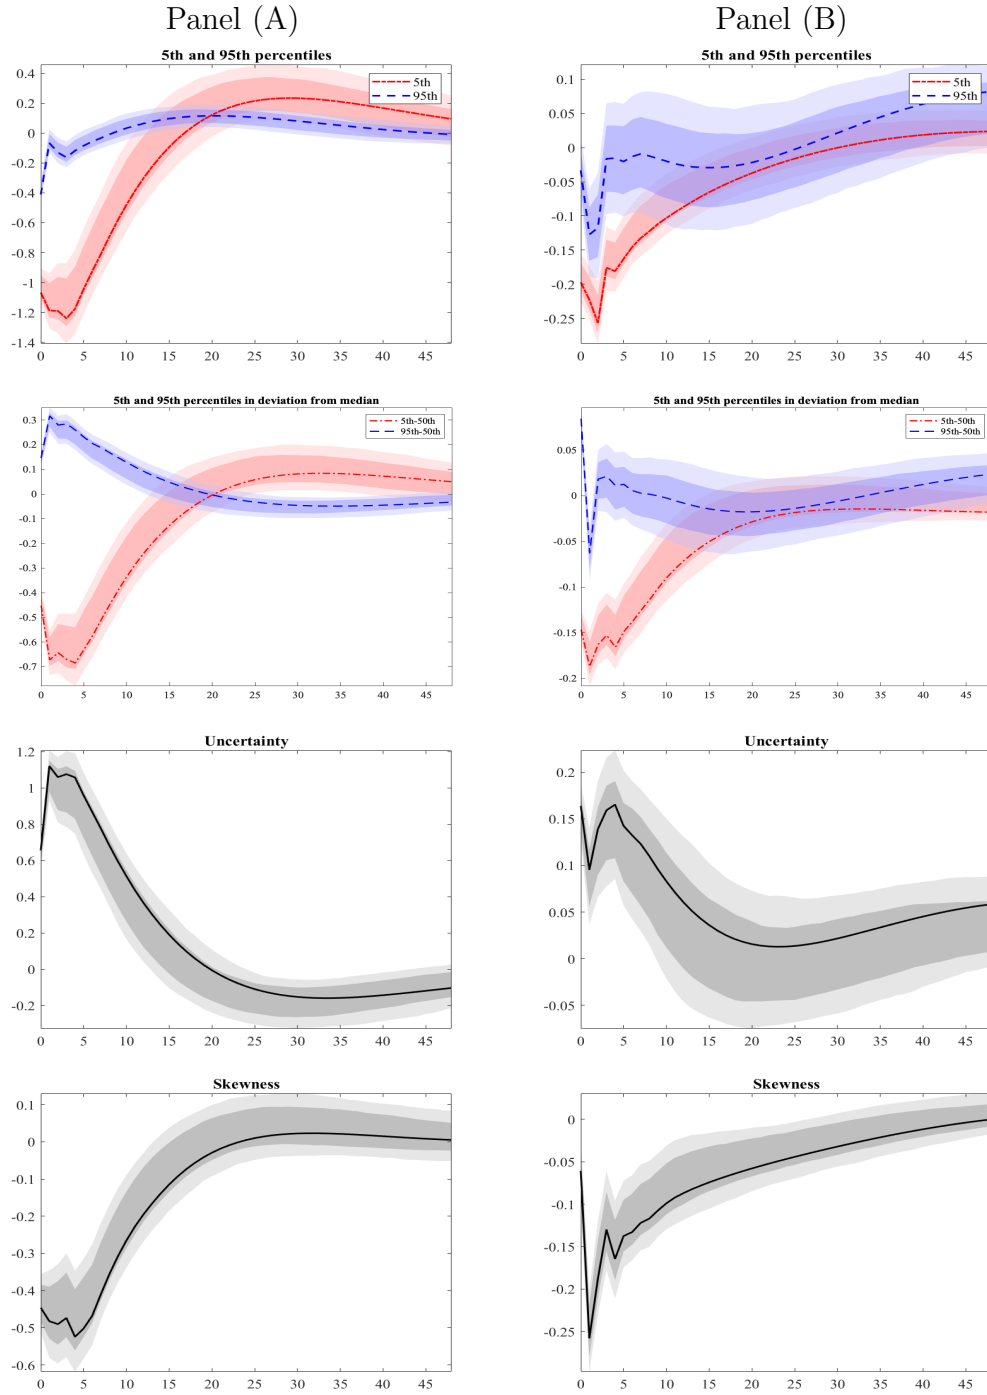 Panel (A)
5th and 95th percentiles
5th
95th
0.4
0.2
0
-0.2
-0.4
-0.6
-0.8
-1
-1.2
-1.4
0 5 10 15 20 25 30 35 40 45
5th and 95th percentiles in deviation from median
5th-50th
95th-50th
0.3
0.2
0.1
0
-0.1
-0.2
-0.3
-0.4
-0.5
-0.6
-0.7
0 5 10 15 20 25 30 35 40 45
Uncertainty
1.2
1
0.8
0.6
0.4
0.2
0
-0.2
0 5 10 15 20 25 30 35 40 45
Skewness
0.1
0
-0.1
-0.2
-0.3
-0.4
-0.5
-0.6
0 5 10 15 20 25 30 35 40 45
Panel (B)
5th and 95th percentiles
5th
95th
0.1
0.05
0
-0.05
-0.1
-0.15
-0.2
-0.25
0 5 10 15 20 25 30 35 40 45
5th and 95th percentiles in deviation from median
5th-50th
95th-50th
0.05
0
-0.05
-0.1
-0.15
-0.2
0 5 10 15 20 25 30 35 40 45
Uncertainty
0.2
0.15
0.1
0.05
0
-0.05
0 5 10 15 20 25 30 35 40 45
Skewness
0
-0.05
-0.1
-0.15
-0.2
-0.25
0 5 10 15 20 25 30 35 40 45